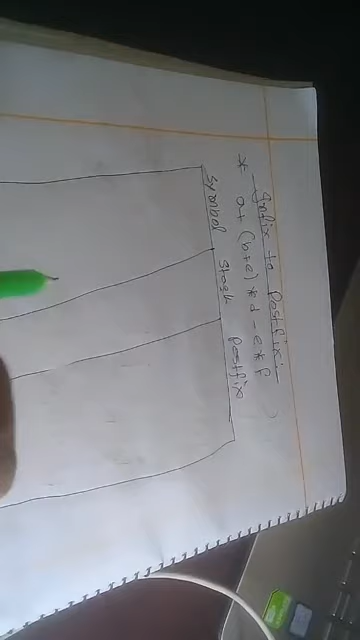 Infix to Postfix
* a+ (b+c) * d - e * f
Symbol stack postfix